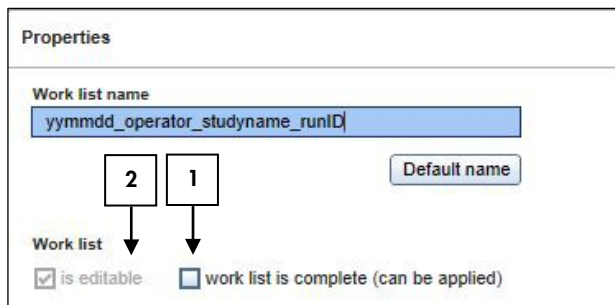 Properties
Work list name
yymmdd_operator_studyname_runID
Default name
2 1
Work list
is editable work list is complete (can be applied)